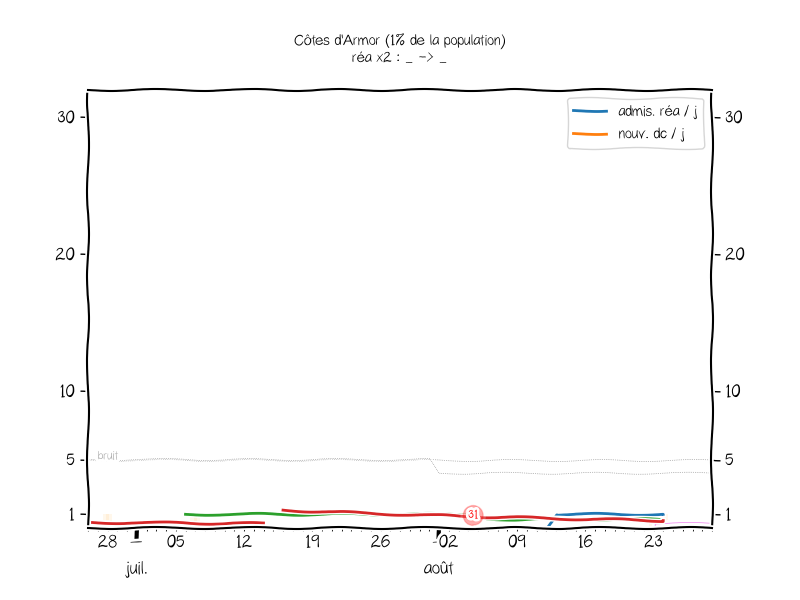 Côtes d'Armor (1% de la population)
réa x2 : _ -> _
admis. réa / j
nouv. dc / j
30
30
20
20
10
10
bruit
5
5
31
1
1
28
05
12
19
26
02
09
16
23
juil.
août